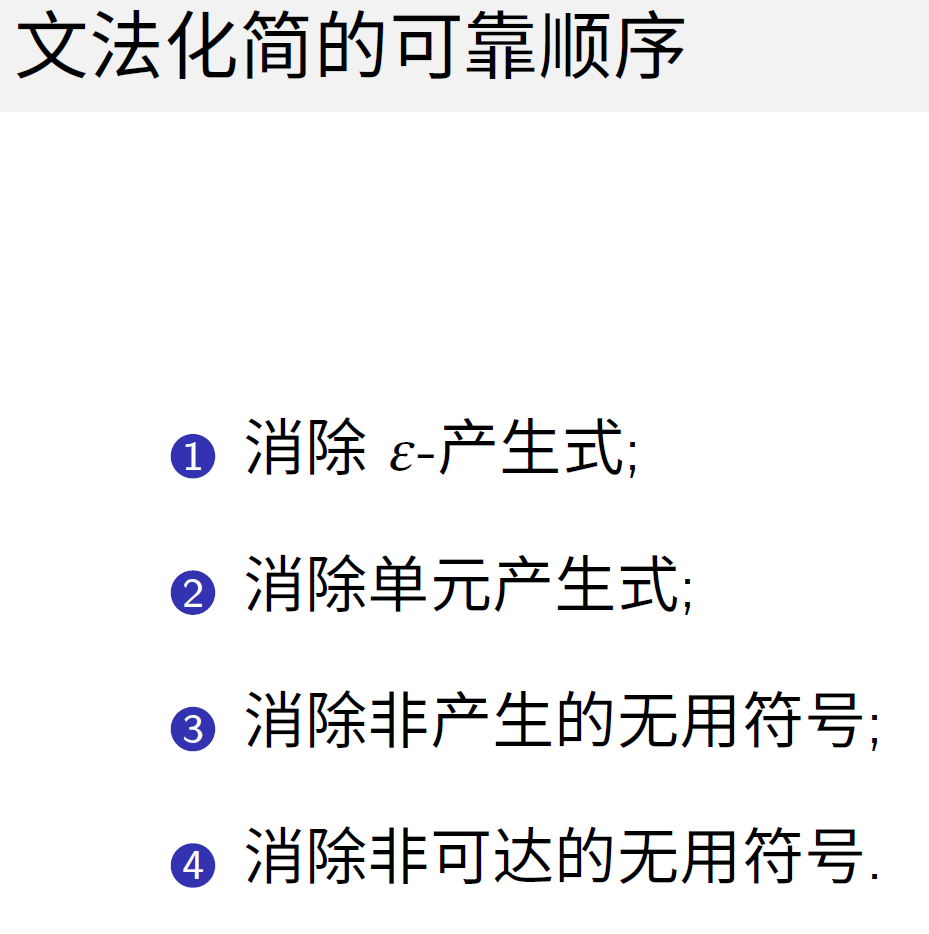 文法化简的可靠顺序
1 消除 ε-产生式;
2 消除单元产生式;
3 消除非产生的无用符号;
4 消除非可达的无用符号.